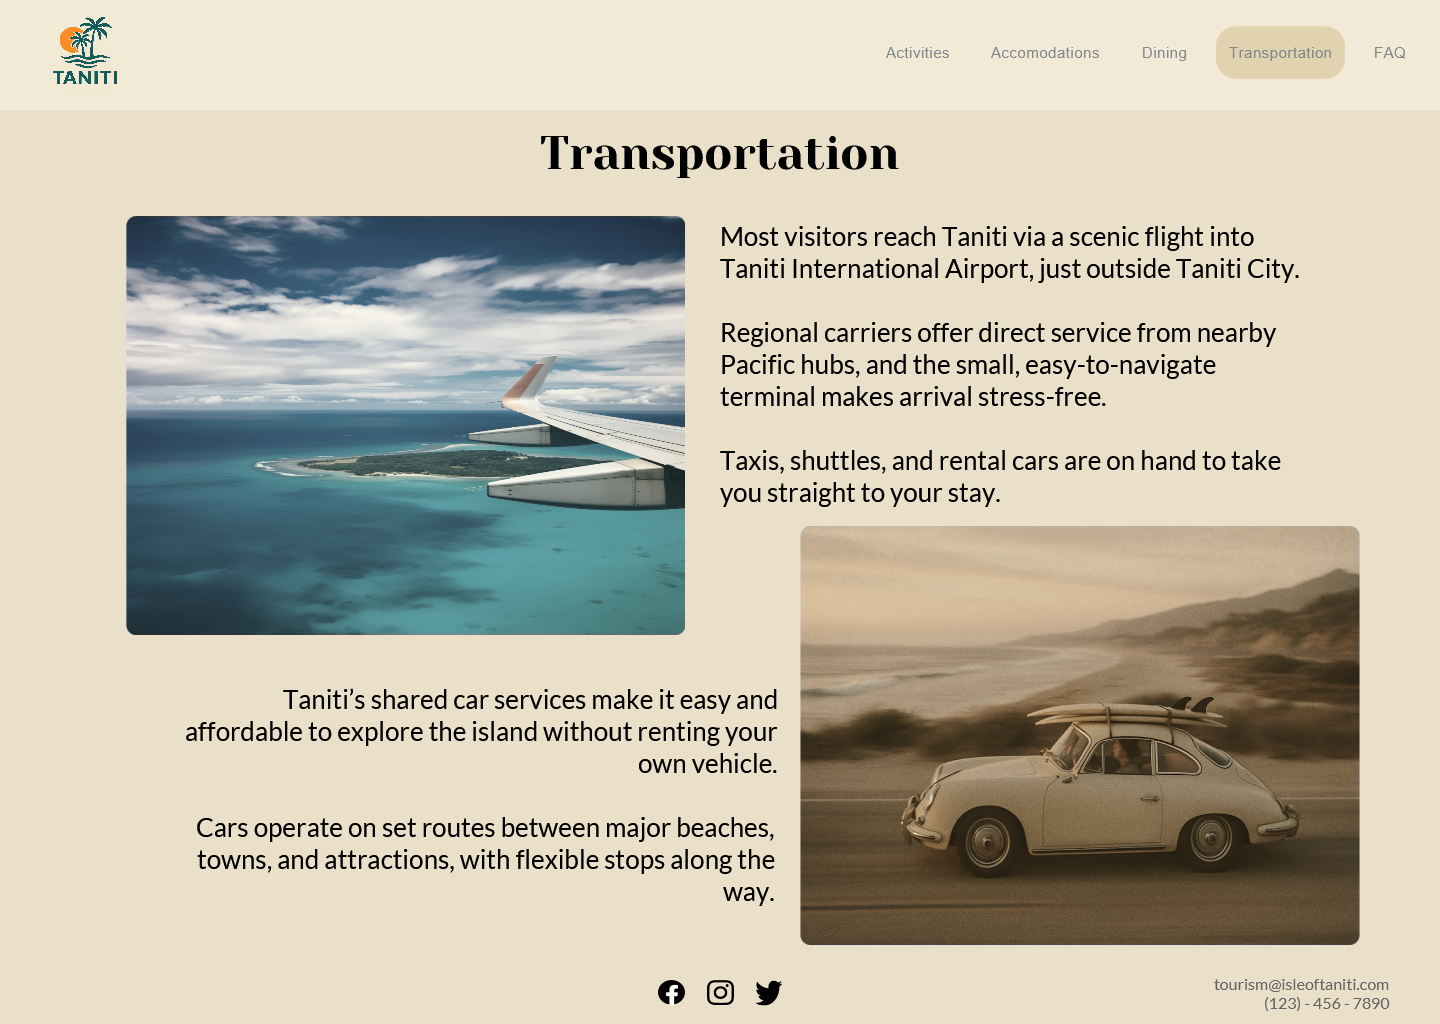 TANITI
Activities
Accomodations
Dining
Transportation
FAQ
Transportation
Most visitors reach Taniti via a scenic flight into
Taniti International Airport, just outside Taniti City.
Regional carriers offer direct service from nearby
Pacific hubs, and the small, easy-to-navigate
terminal makes arrival stress-free.
Taxis, shuttles, and rental cars are on hand to take
you straight to your stay.
Taniti’s shared car services make it easy and
affordable to explore the island without renting your
own vehicle.
Cars operate on set routes between major beaches,
towns, and attractions, with flexible stops along the
way.
tourism@isleoftaniti.com
(123) - 456 - 7890